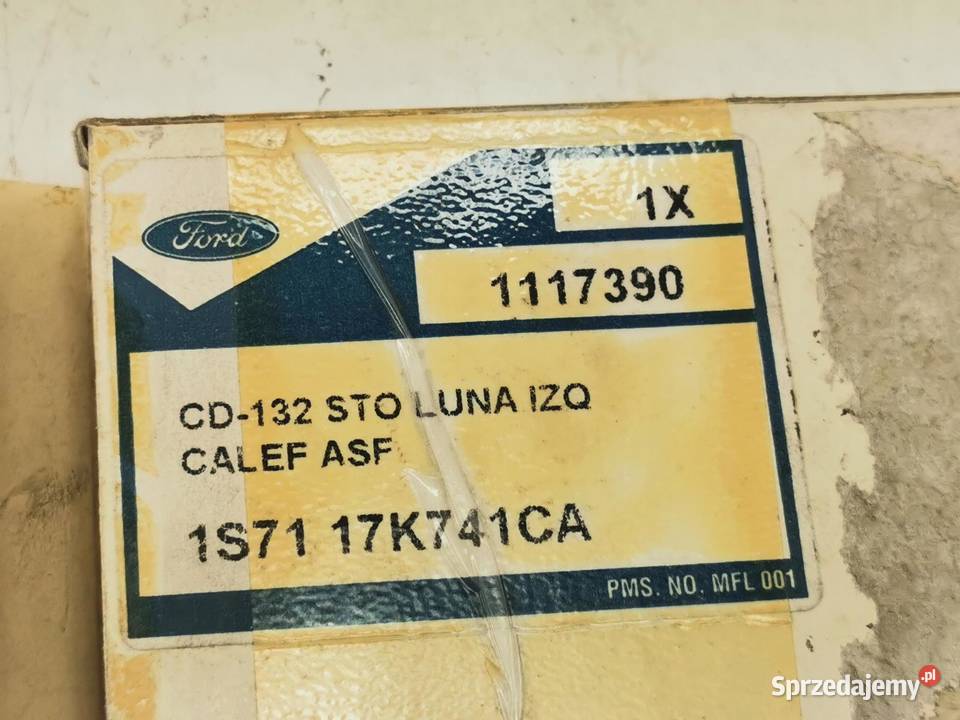 1X
Ford
1117390
CD-132 STO LUNA IZQ
CALEF ASF
1S71 17K741CA
PMS. NO. MFL 001
Sprzedajemy.pl